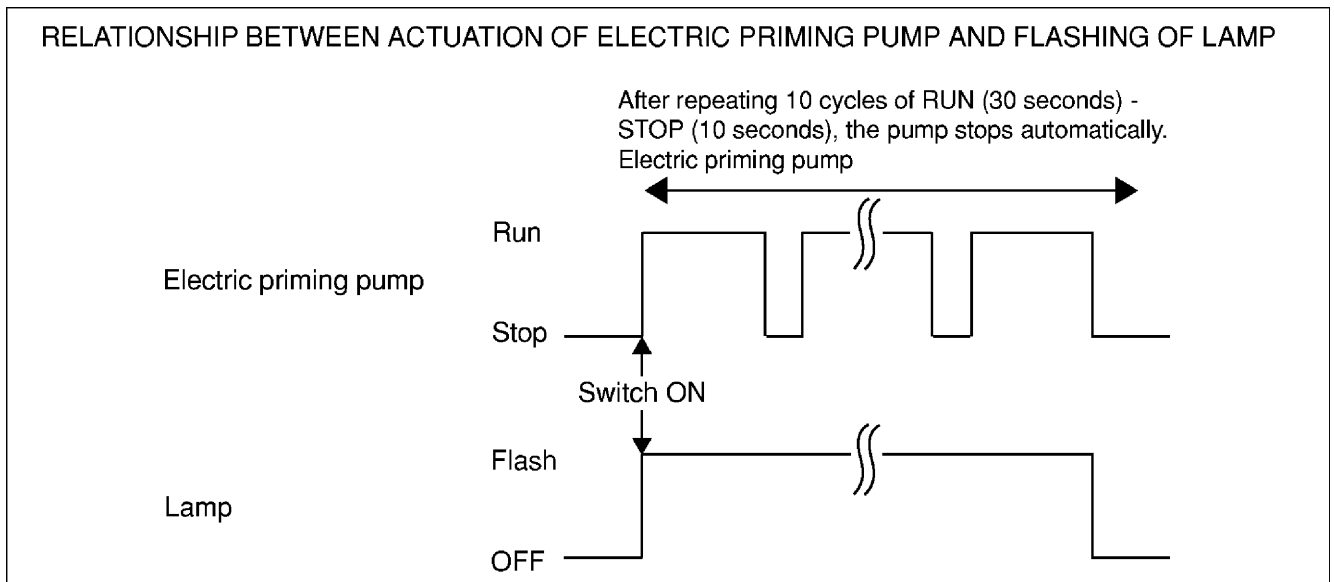 RELATIONSHIP BETWEEN ACTUATION OF ELECTRIC PRIMING PUMP AND FLASHING OF LAMP
After repeating 10 cycles of RUN (30 seconds) -
STOP (10 seconds), the pump stops automatically.
Electric priming pump
Run
Electric priming pump
Stop
Switch ON
Flash
Lamp
OFF